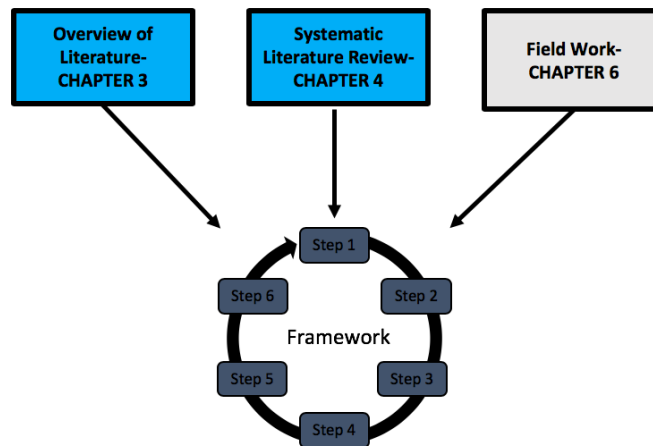 Overview of
Literature-
CHAPTER 3
Systematic
Literature Review-
CHAPTER 4
Field Work-
CHAPTER 6
Step 1
Step 6
Step 2
Framework
Step 5
Step 3
Step 4